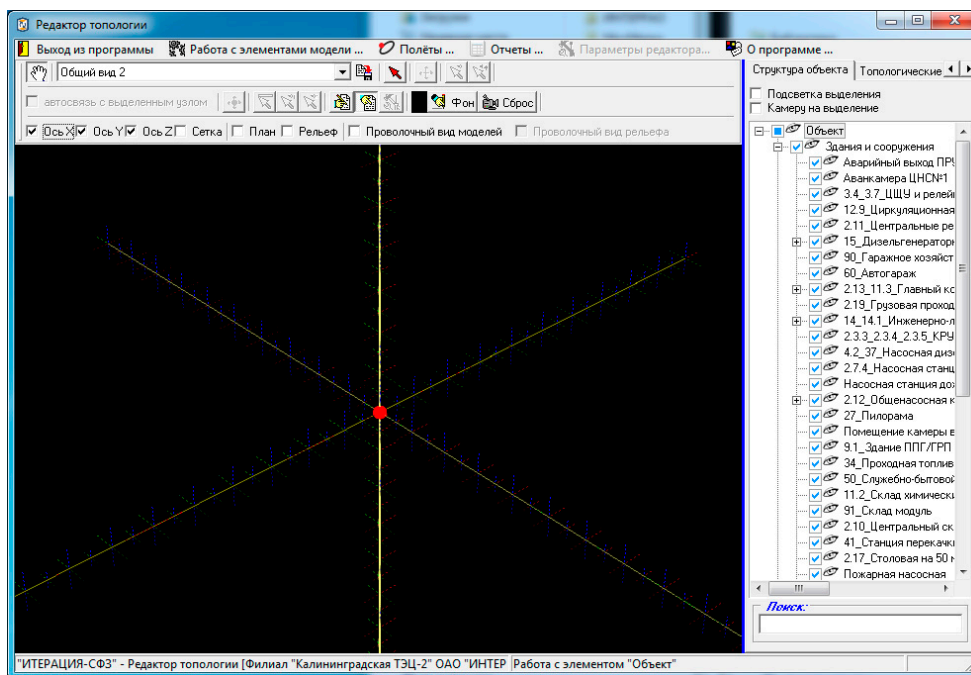 Редактор топологии
Выход из программы Работа с элементами модели ... Полёты ... Отчеты ... Параметры редактора... О программе ...
Общий вид 2
автосвязь с выделенным узлом Фон Сброс
Ось X Ось Y Ось Z Сетка План Рельеф Проволочный вид моделей Проволочный вид рельефа
Структура объекта Топологические
Подсветка выделения
Камеру на выделение
Объект
Здания и сооружения
Аварийный выход ПРУ
Аванкамера ЦНС№1
3.4_3.7_ЦЩУ и релей
12.9_Циркуляционная
2.11_Центральные ре
15_Дизельгенератор
90_Гаражное хозяйст
60_Автогараж
2.13_11.3_Главный ко
2.19_Грузовая проход
14_14.1_Инженерно-л
2.3.3_2.3.4_2.3.5_КРУ
4.2_37_Насосная диз
2.7.4_Насосная станц
Насосная станция до
2.12_Общенасосная к
27_Пилорама
Помещение камеры в
9.1_Здание ППГ/ГРП
34_Проходная топлив
50_Служебно-бытовой
11.2_Склад химически
91_Склад модуль
2.10_Центральный ск
41_Станция перекачк
2.17_Столовая на 50 м
Пожарная насосная
Поиск:
"ИТЕРАЦИЯ-СФЗ" - Редактор топологии [Филиал "Калининградская ТЭЦ-2" ОАО "ИНТЕР Работа с элементом "Объект"